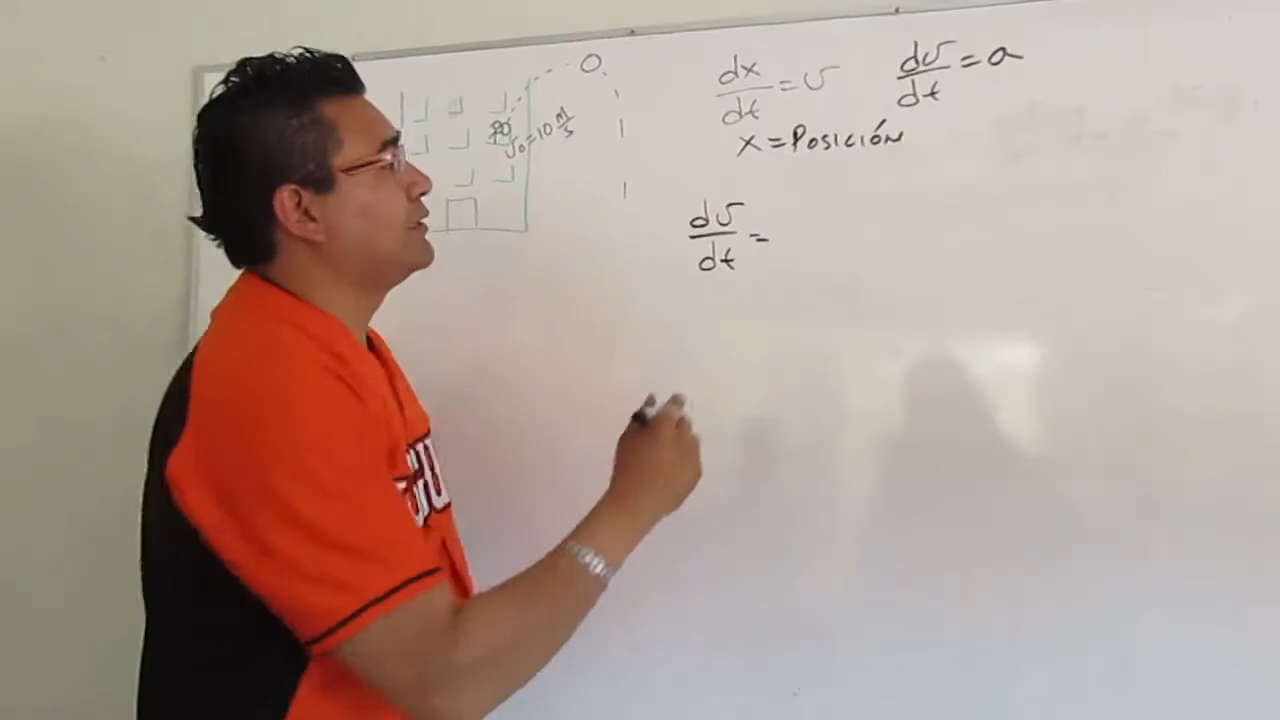 dx/dt = v
dv/dt = a
x = POSICIÓN
v₀ = 10 m/s
dv/dt =